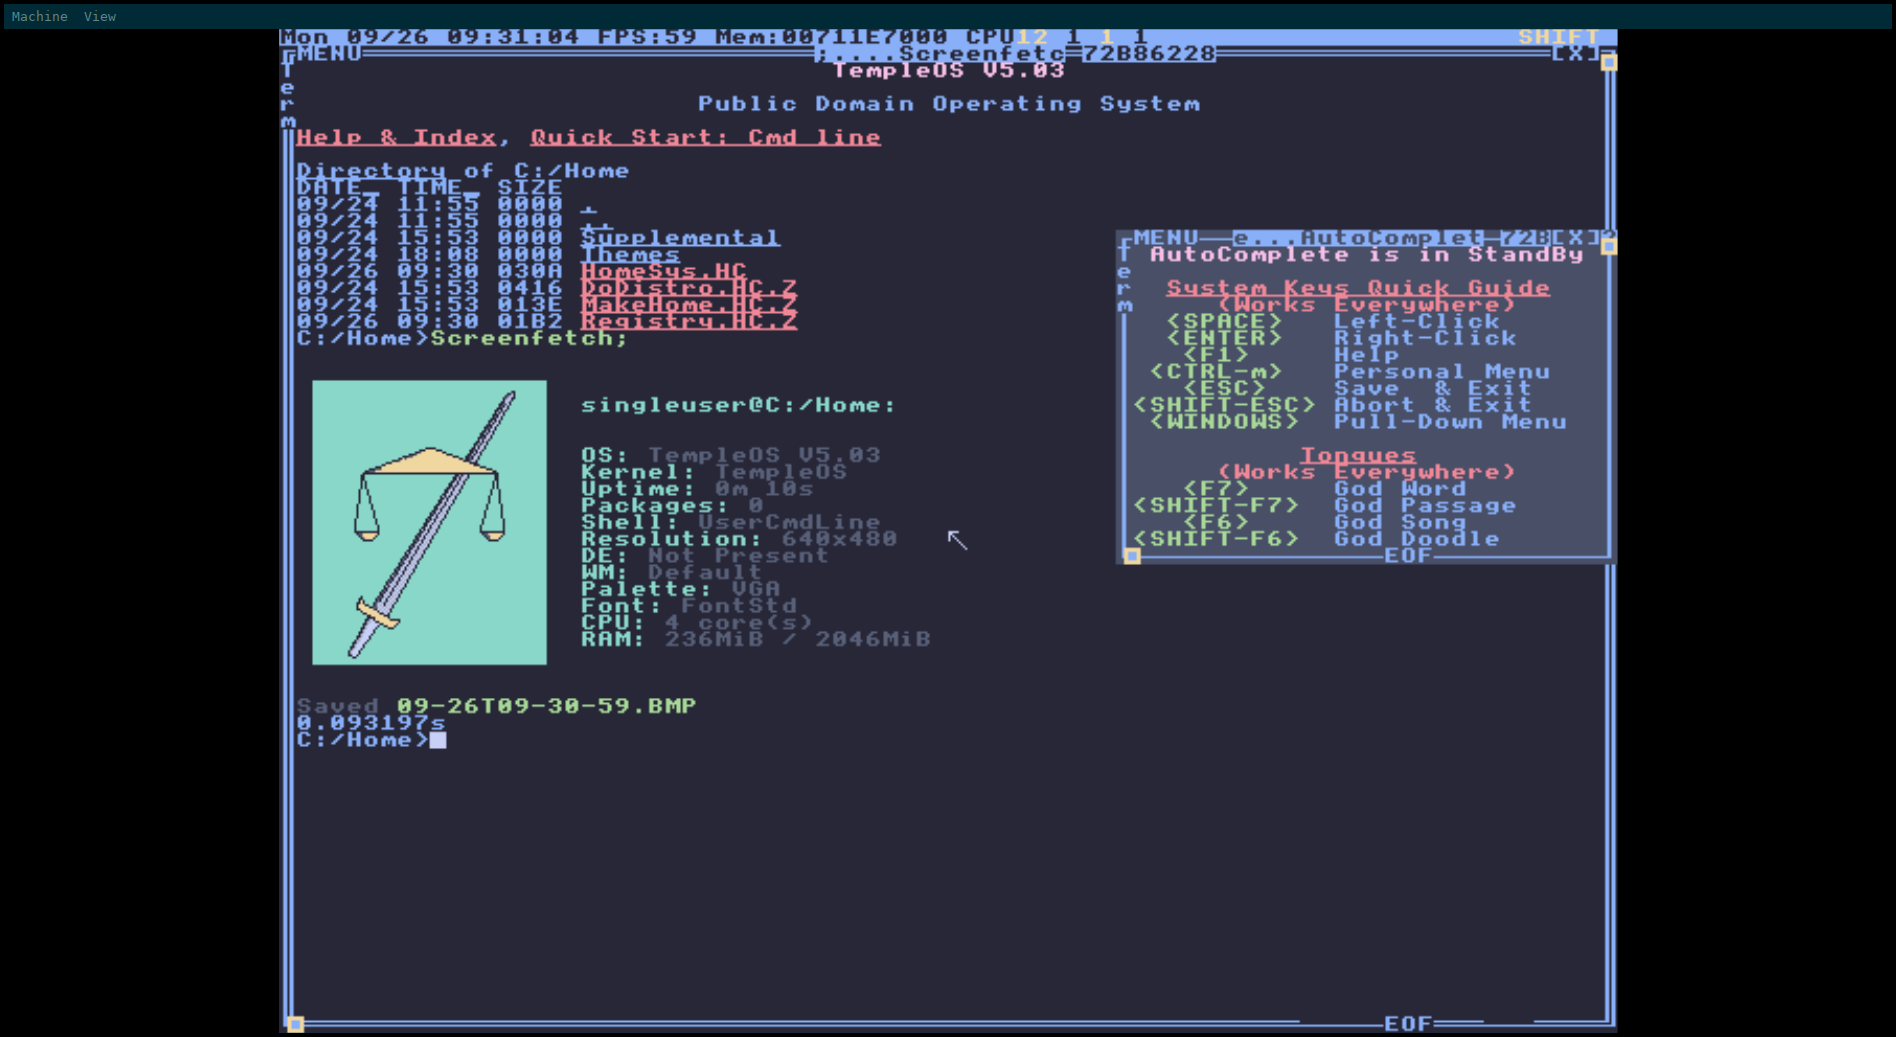 Machine View
Mon 09/26 09:31:04 FPS:59 Mem:00711E7000 CPU12 1 1 1 SHIFT
MENU ;....Screenfetc 72B86228 [X]
Term
TempleOS V5.03
Public Domain Operating System
Help & Index, Quick Start: Cmd line
Directory of C:/Home
DATE_ TIME_ SIZE
09/24 11:55 0000 .
09/24 11:55 0000 ..
09/24 15:53 0000 Supplemental
09/24 18:08 0000 Themes
09/26 09:30 030A HomeSys.HC
09/24 15:53 0416 DoDistro.HC.Z
09/24 15:53 013E MakeHome.HC.Z
09/26 09:30 01B2 Registry.HC.Z
C:/Home>Screenfetch;
singleuser@C:/Home:
OS: TempleOS V5.03
Kernel: TempleOS
Uptime: 0m 10s
Packages: 0
Shell: UserCmdLine
Resolution: 640x480
DE: Not Present
WM: Default
Palette: VGA
Font: FontStd
CPU: 4 core(s)
RAM: 236MiB / 2046MiB
Saved 09-26T09-30-59.BMP
0.093197s
C:/Home>
EOF
MENU e...AutoComplet 72B[X]?
Term
AutoComplete is in StandBy
System Keys Quick Guide
(Works Everywhere)
<SPACE> Left-Click
<ENTER> Right-Click
<F1> Help
<CTRL-m> Personal Menu
<ESC> Save & Exit
<SHIFT-ESC> Abort & Exit
<WINDOWS> Pull-Down Menu
Tongues
(Works Everywhere)
<F7> God Word
<SHIFT-F7> God Passage
<F6> God Song
<SHIFT-F6> God Doodle
EOF